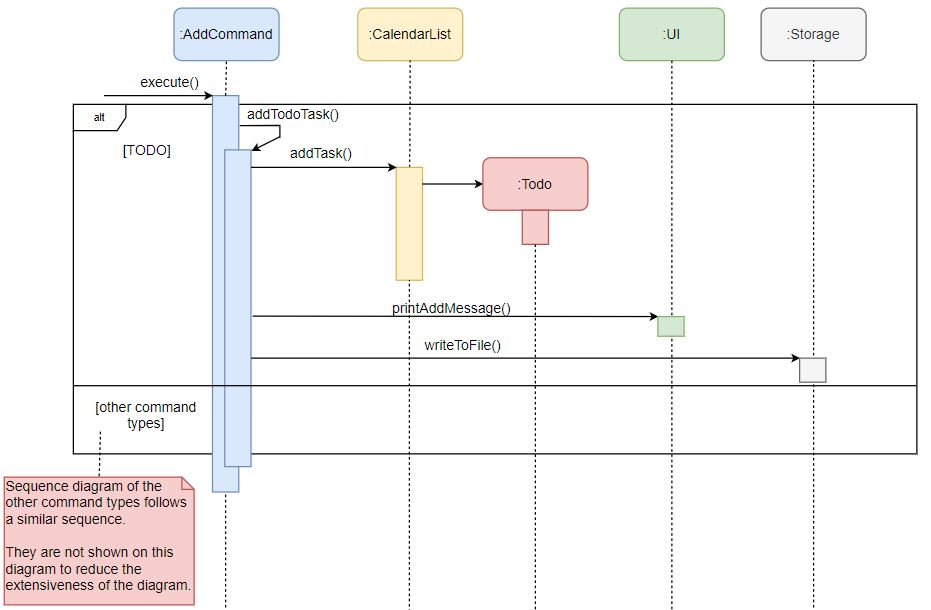 :AddCommand
:CalendarList
:UI
:Storage
execute()
alt
addTodoTask()
[TODO]
addTask()
:Todo
printAddMessage()
writeToFile()
[other command
types]
Sequence diagram of the
other command types follows
a similar sequence.
They are not shown on this
diagram to reduce the
extensiveness of the diagram.